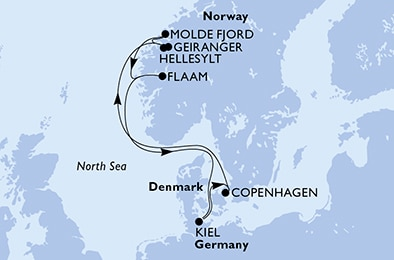 Norway
MOLDE FJORD
GEIRANGER
HELLESYLT
FLAAM
North Sea
Denmark
COPENHAGEN
KIEL
Germany